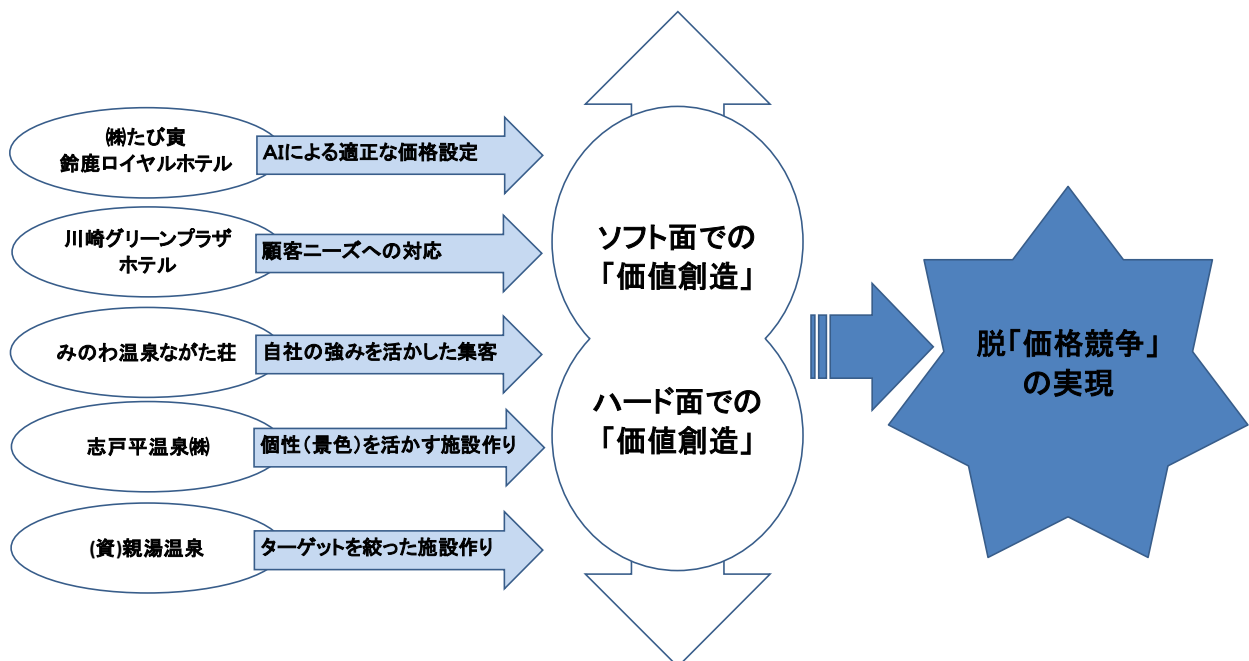 ㈱たび寅
鈴鹿ロイヤルホテル
AIによる適正な価格設定
川崎グリーンプラザ
ホテル
顧客ニーズへの対応
みのわ温泉ながた荘
自社の強みを活かした集客
志戸平温泉㈱
個性(景色)を活かす施設作り
(資)親湯温泉
ターゲットを絞った施設作り
ソフト面での
「価値創造」
ハード面での
「価値創造」
脱「価格競争」
の実現